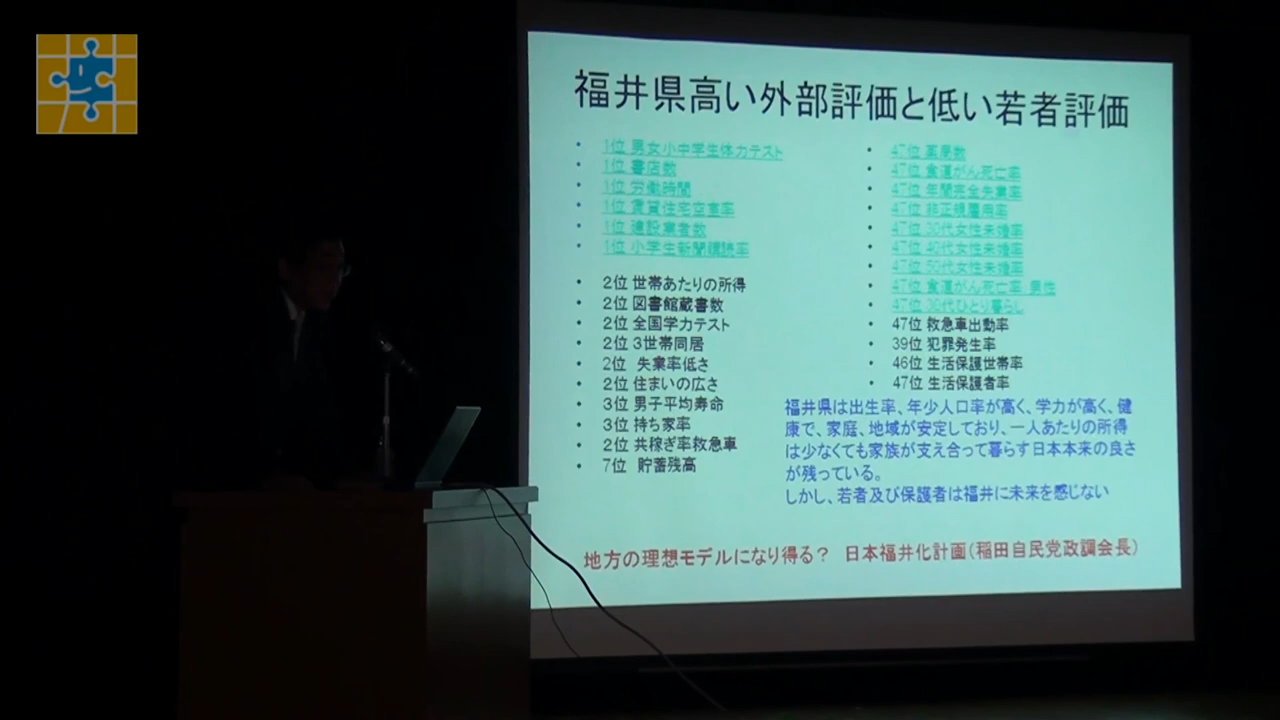 福井県高い外部評価と低い若者評価
• 1位 男女小中学生体力テスト
• 1位 書店数
• 1位 労働時間
• 1位 賃貸住宅空室率
• 1位 建設業者数
• 1位 小学生新聞購読率
• 2位 世帯あたりの所得
• 2位 図書館蔵書数
• 2位 全国学力テスト
• 2位 3世帯同居
• 2位 失業率低さ
• 2位 住まいの広さ
• 3位 男子平均寿命
• 3位 持ち家率
• 2位 共稼ぎ率救急車
• 7位 貯蓄残高
• 47位 薬局数
• 47位 食道がん死亡率
• 47位 年間完全失業率
• 47位 非正規雇用率
• 47位 30代女性未婚率
• 47位 40代女性未婚率
• 47位 50代女性未婚率
• 47位 食道がん死亡率 男性
• 47位 30代ひとり暮らし
• 47位 救急車出動率
• 39位 犯罪発生率
• 46位 生活保護世帯率
• 47位 生活保護者率
福井県は出生率、年少人口率が高く、学力が高く、健
康で、家庭、地域が安定しており、一人あたりの所得
は少なくても家族が支え合って暮らす日本本来の良さ
が残っている。
しかし、若者及び保護者は福井に未来を感じない
地方の理想モデルになり得る? 日本福井化計画(稲田自民党政調会長)